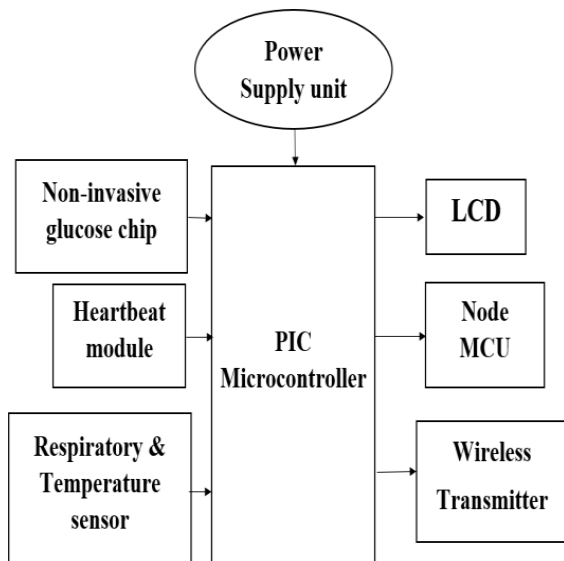 Power
Supply unit
Non-invasive
glucose chip
LCD
Heartbeat
module
PIC
Microcontroller
Node
MCU
Respiratory &
Temperature
sensor
Wireless
Transmitter